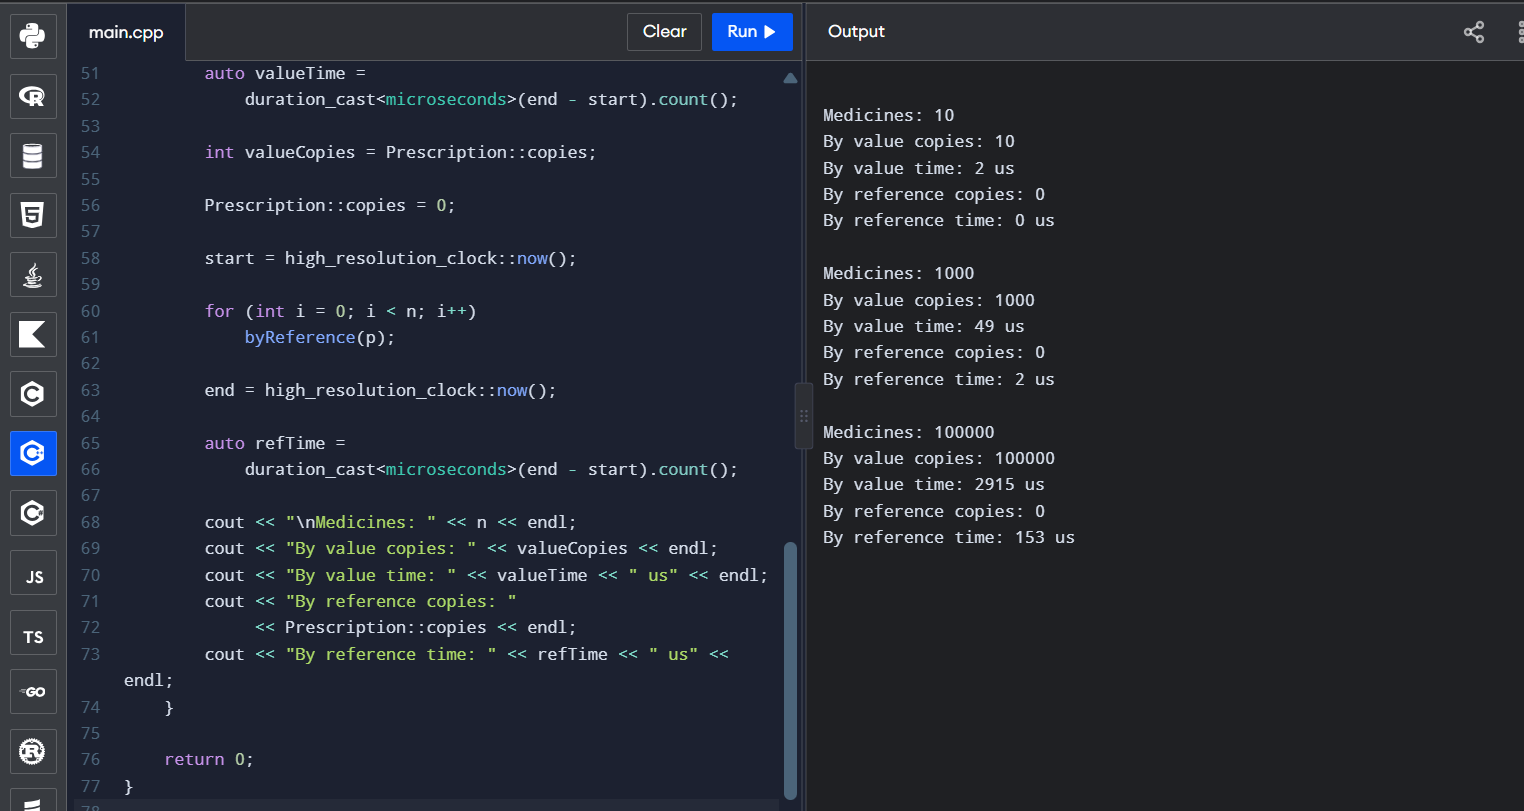 main.cpp
Clear
Run
Output
51 auto valueTime =
52 duration_cast<microseconds>(end - start).count();
53
54 int valueCopies = Prescription::copies;
55
56 Prescription::copies = 0;
57
58 start = high_resolution_clock::now();
59
60 for (int i = 0; i < n; i++)
61 byReference(p);
62
63 end = high_resolution_clock::now();
64
65 auto refTime =
66 duration_cast<microseconds>(end - start).count();
67
68 cout << "\nMedicines: " << n << endl;
69 cout << "By value copies: " << valueCopies << endl;
70 cout << "By value time: " << valueTime << " us" << endl;
71 cout << "By reference copies: "
72 << Prescription::copies << endl;
73 cout << "By reference time: " << refTime << " us" <<
endl;
74 }
75
76 return 0;
77 }
78
Medicines: 10
By value copies: 10
By value time: 2 us
By reference copies: 0
By reference time: 0 us
Medicines: 1000
By value copies: 1000
By value time: 49 us
By reference copies: 0
By reference time: 2 us
Medicines: 100000
By value copies: 100000
By value time: 2915 us
By reference copies: 0
By reference time: 153 us
JS
TS
GO